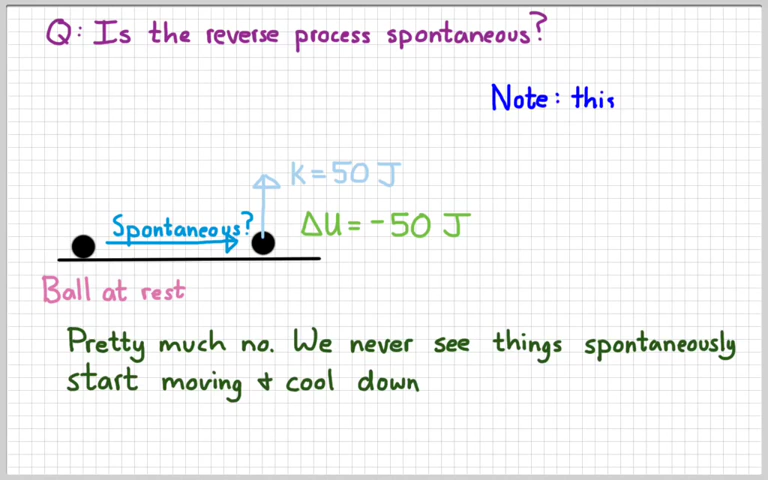 Q: Is the reverse process spontaneous?
Note: this
K = 50 J
Spontaneous?
ΔU = -50 J
Ball at rest
Pretty much no. We never see things spontaneously
start moving & cool down